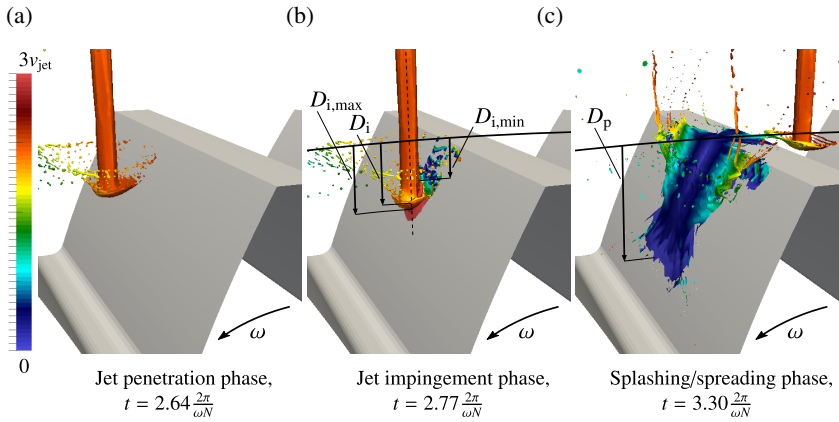 (a)
(b)
(c)
3v_jet
0
D_i,max
D_i
D_i,min
D_p
ω
ω
ω
Jet penetration phase,
t = 2.64 2π/ωN
Jet impingement phase,
t = 2.77 2π/ωN
Splashing/spreading phase,
t = 3.30 2π/ωN